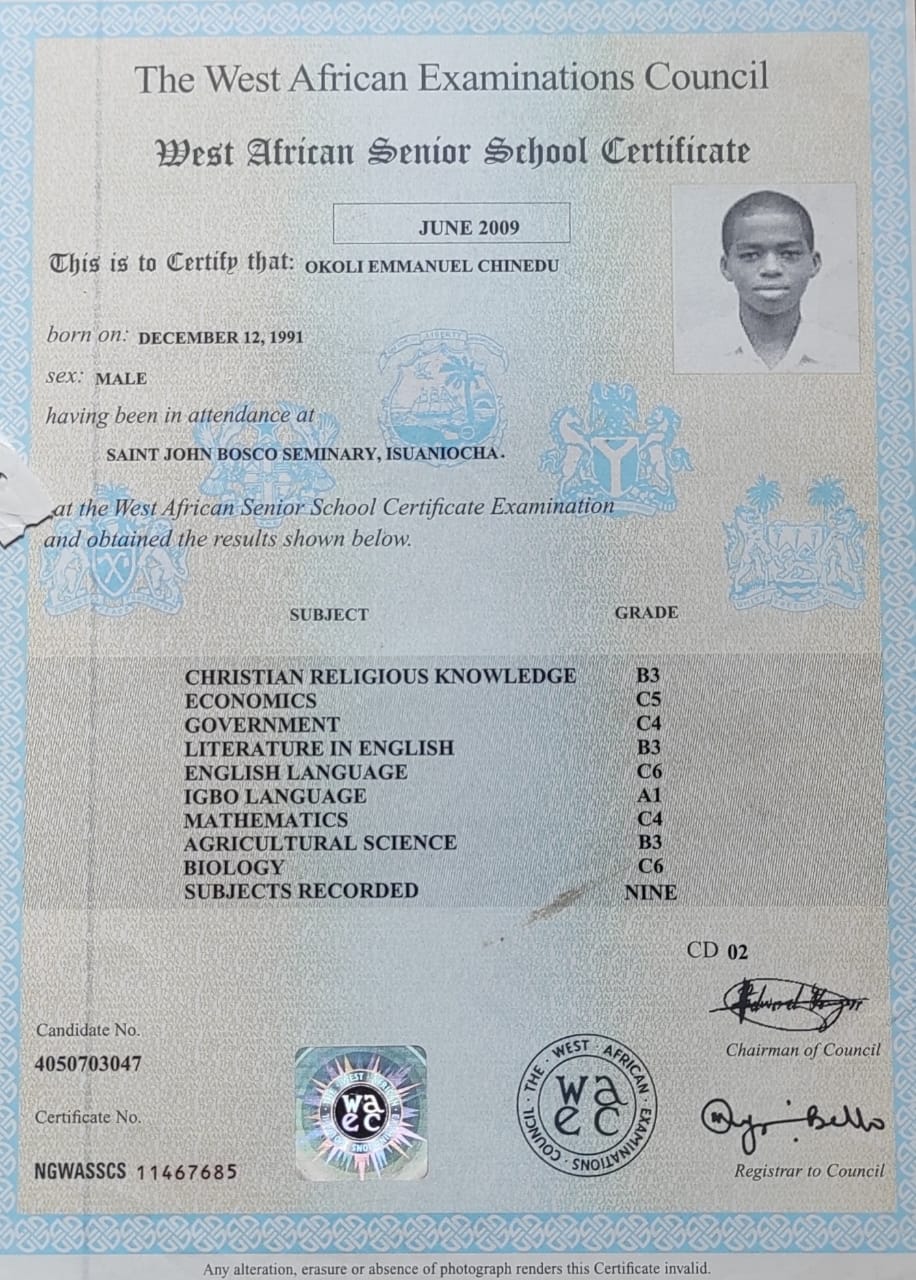 The West African Examinations Council
West African Senior School Certificate
JUNE 2009
This is to Certify that: OKOLI EMMANUEL CHINEDU
born on: DECEMBER 12, 1991
sex: MALE
having been in attendance at
SAINT JOHN BOSCO SEMINARY, ISUANIOCHA.
at the West African Senior School Certificate Examination
and obtained the results shown below.
SUBJECT GRADE
CHRISTIAN RELIGIOUS KNOWLEDGE B3
ECONOMICS C5
GOVERNMENT C4
LITERATURE IN ENGLISH B3
ENGLISH LANGUAGE C6
IGBO LANGUAGE A1
MATHEMATICS C4
AGRICULTURAL SCIENCE B3
BIOLOGY C6
SUBJECTS RECORDED NINE
CD 02
Chairman of Council
Candidate No.
4050703047
Certificate No.
NGWASSCS 11467685
wa
ec
THE · WEST · AFRICAN · EXAMINATIONS · COUNCIL ·
wa
ec
Bello
Registrar to Council
Any alteration, erasure or absence of photograph renders this Certificate invalid.